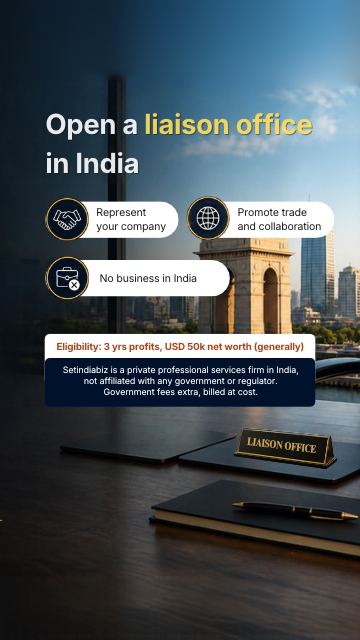 Open a liaison office
in India
Represent
your company
Promote trade
and collaboration
No business in India
Eligibility: 3 yrs profits, USD 50k net worth (generally)
Setindiabiz is a private professional services firm in India,
not affiliated with any government or regulator.
Government fees extra, billed at cost.
LIAISON OFFICE